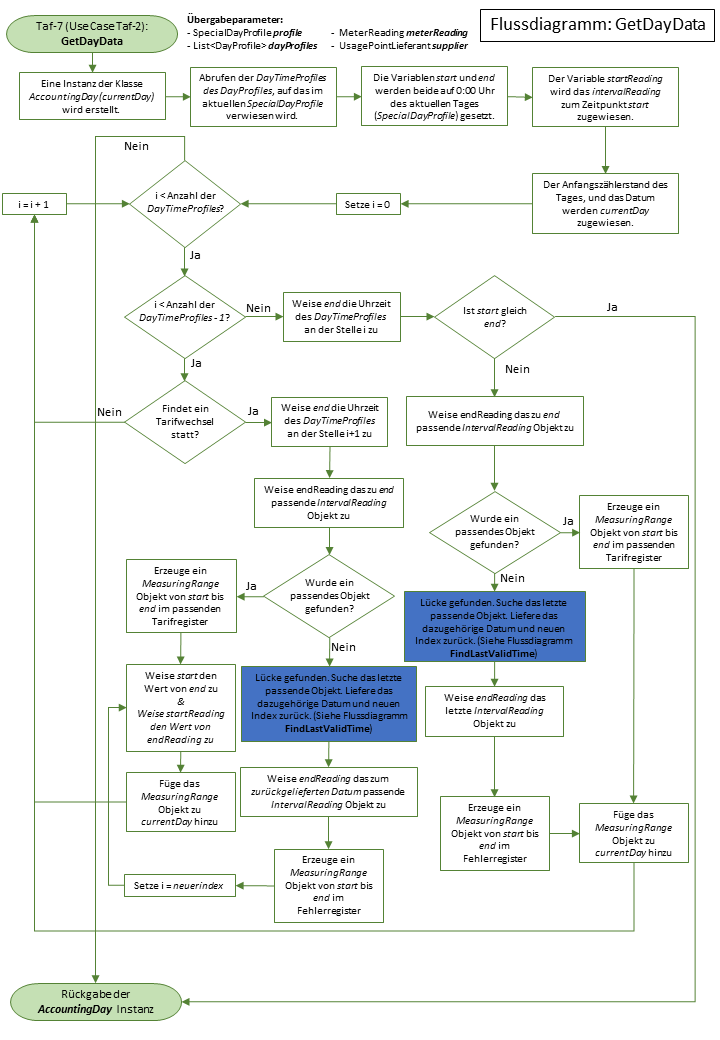 Taf-7 (Use Case Taf-2):
GetDayData
Übergabeparameter:
- SpecialDayProfile profile
- List<DayProfile> dayProfiles
- MeterReading meterReading
- UsagePointLieferant supplier
Flussdiagramm: GetDayData
Eine Instanz der Klasse
AccountingDay (currentDay)
wird erstellt.
Abrufen der DayTimeProfiles
des DayProfiles, auf das im
aktuellen SpecialDayProfile
verwiesen wird.
Die Variablen start und end
werden beide auf 0:00 Uhr
des aktuellen Tages
(SpecialDayProfile) gesetzt.
Der Variable startReading
wird das intervalReading
zum Zeitpunkt start
zugewiesen.
Der Anfangszählerstand des
Tages, und das Datum
werden currentDay
zugewiesen.
Setze i = 0
i < Anzahl der
DayTimeProfiles?
i = i + 1
Nein
Ja
i < Anzahl der
DayTimeProfiles - 1?
Nein
Weise end die Uhrzeit
des DayTimeProfiles
an der Stelle i zu
Ist start gleich
end?
Ja
Nein
Ja
Findet ein
Tarifwechsel
statt?
Nein
Ja
Weise end die Uhrzeit
des DayTimeProfiles
an der Stelle i+1 zu
Weise endReading das zu end
passende IntervalReading Objekt zu
Weise endReading das zu end
passende IntervalReading
Objekt zu
Wurde ein
passendes Objekt
gefunden?
Ja
Erzeuge ein
MeasuringRange
Objekt von start bis
end im passenden
Tarifregister
Nein
Erzeuge ein
MeasuringRange
Objekt von start bis
end im passenden
Tarifregister
Ja
Wurde ein
passendes Objekt
gefunden?
Nein
Lücke gefunden. Suche das letzte
passende Objekt. Liefere das
dazugehörige Datum und neuen
Index zurück. (Siehe Flussdiagramm
FindLastValidTime)
Weise start den
Wert von end zu
&
Weise startReading
den Wert von
endReading zu
Lücke gefunden. Suche das letzte
passende Objekt. Liefere das
dazugehörige Datum und neuen
Index zurück. (Siehe Flussdiagramm
FindLastValidTime)
Weise endReading das
letzte IntervalReading
Objekt zu
Füge das
MeasuringRange
Objekt zu
currentDay hinzu
Weise endReading das zum
zurückgelieferten Datum passende
IntervalReading Objekt zu
Erzeuge ein
MeasuringRange
Objekt von start bis
end im
Fehlerregister
Füge das
MeasuringRange
Objekt zu
currentDay hinzu
Setze i = neuerindex
Erzeuge ein
MeasuringRange
Objekt von start bis
end im
Fehlerregister
Rückgabe der
AccountingDay Instanz